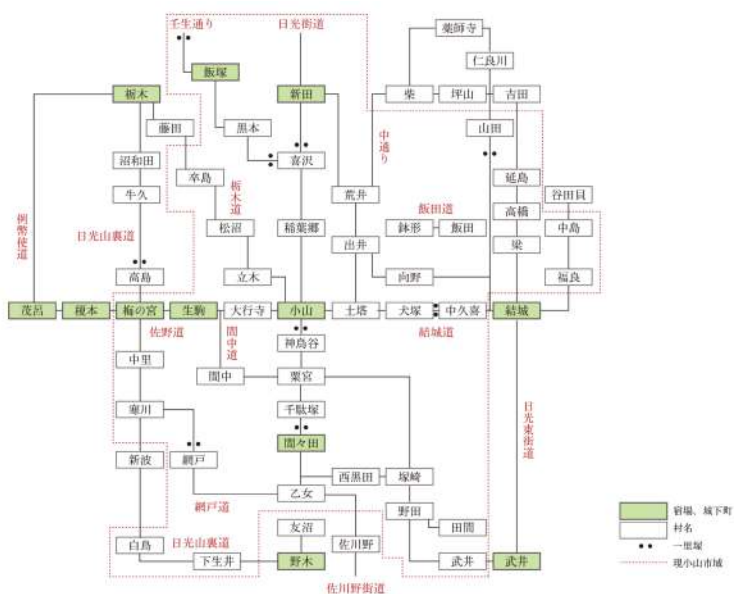 壬生通り
日光街道
薬師寺
仁良川
飯塚
栃木
新田
柴
坪山
古田
藤田
黒本
山田
中通り
沼和田
喜沢
卒島
延島
牛久
荒井
谷田貝
栃木道
飯田道
高橋
例幣使道
松沼
稲葉郷
鉢形
飯田
中島
日光山裏道
出井
梁
高島
立木
向野
福良
茂呂
榎本
梅の宮
生駒
大行寺
小山
土塔
犬塚
中久喜
結城
佐野道
間中道
結城道
神鳥谷
中里
間中
粟宮
寒川
千駄塚
日光東街道
間々田
新波
網戸
西黒田
塚崎
乙女
網戸道
野田
友沼
田間
白鳥
日光山裏道
佐川野
下生井
野木
武井
武井
佐川野街道
宿場、城下町
村名
一里塚
現小山市域